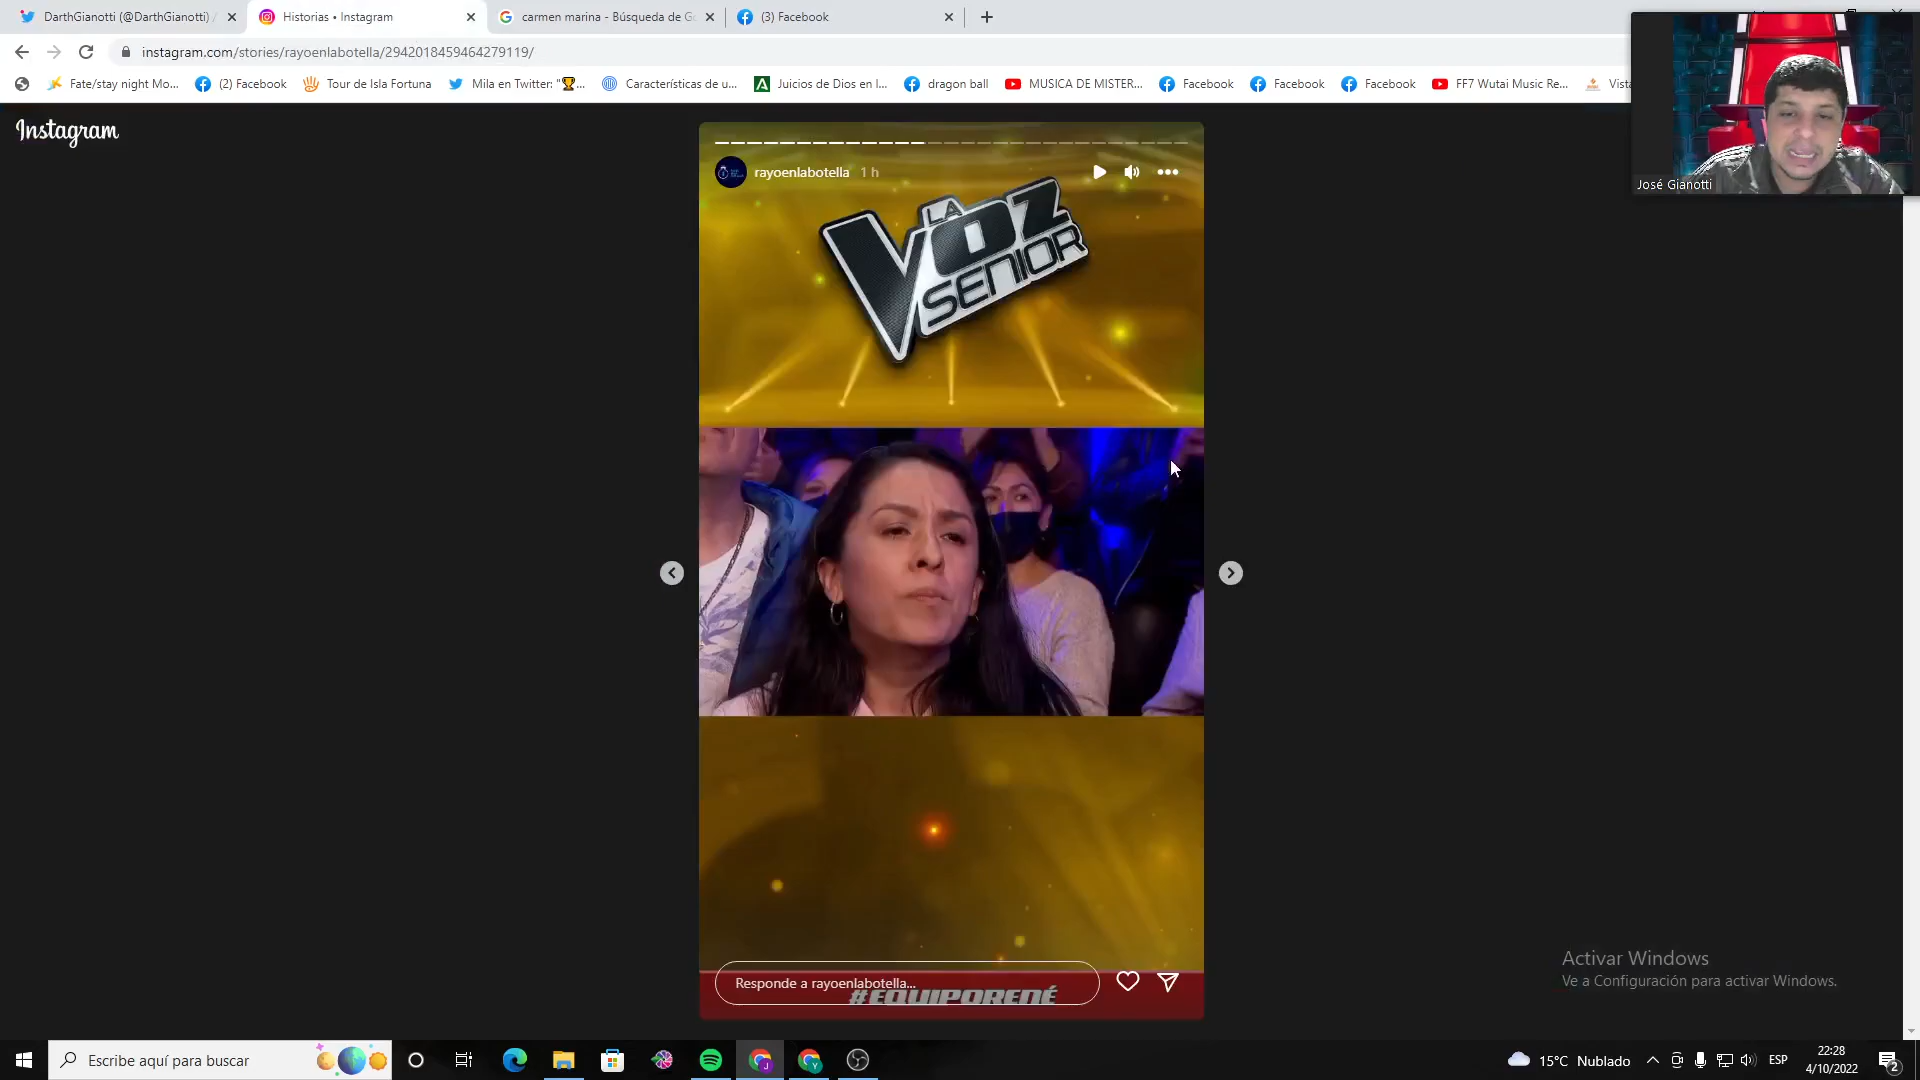 DarthGianotti (@DarthGianotti) /
Historias • Instagram
carmen marina - Búsqueda de Go
(3) Facebook
instagram.com/stories/rayoenlabotella/2942018459464279119/
Fate/stay night Mo...
(2) Facebook
Tour de Isla Fortuna
Mila en Twitter: "🏆...
Características de u...
Juicios de Dios en l...
dragon ball
MUSICA DE MISTER...
Facebook
Facebook
Facebook
FF7 Wutai Music Re...
Vista
Instagram
José Gianotti
rayoenlabotella 1 h
LA
VOZ
SENIOR
Responde a rayoenlabotella...
#EQUIPORENÉ
Activar Windows
Ve a Configuración para activar Windows.
Escribe aquí para buscar
15°C Nublado
ESP
22:28
4/10/2022
2